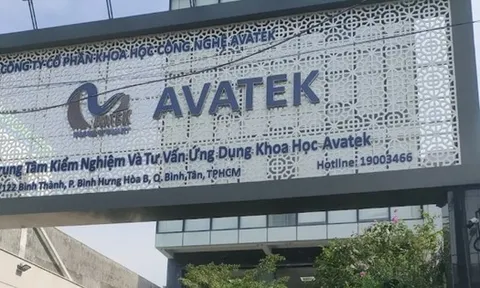 CÔNG TY CỔ PHẦN KHOA HỌC CÔNG NGHỆ AVATEK
AVATEK
Trung Tâm Kiểm Nghiệm Và Tư Vấn Ứng Dụng Khoa Học Avatek
122 Bình Thành, P. Bình Hưng Hòa B, Q. Bình Tân, TPHCM
Hotline: 19003466